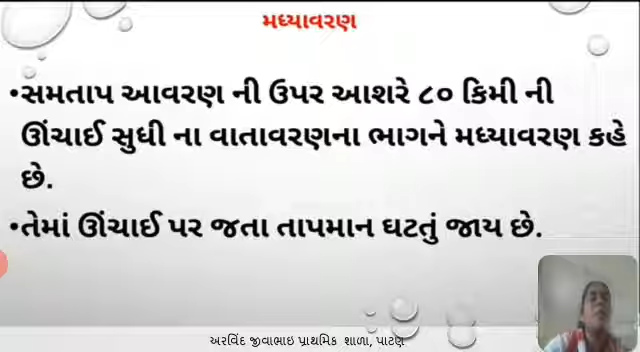 મધ્યાવરણ
•સમતાપ આવરણ ની ઉપર આશરે ૮૦ કિમી ની
ઊંચાઈ સુધી ના વાતાવરણના ભાગને મધ્યાવરણ કહે
છે.
•તેમાં ઊંચાઈ પર જતા તાપમાન ઘટતું જાય છે.
અરવિંદ જીવાભાઇ પ્રાથમિક શાળા, પાટણ